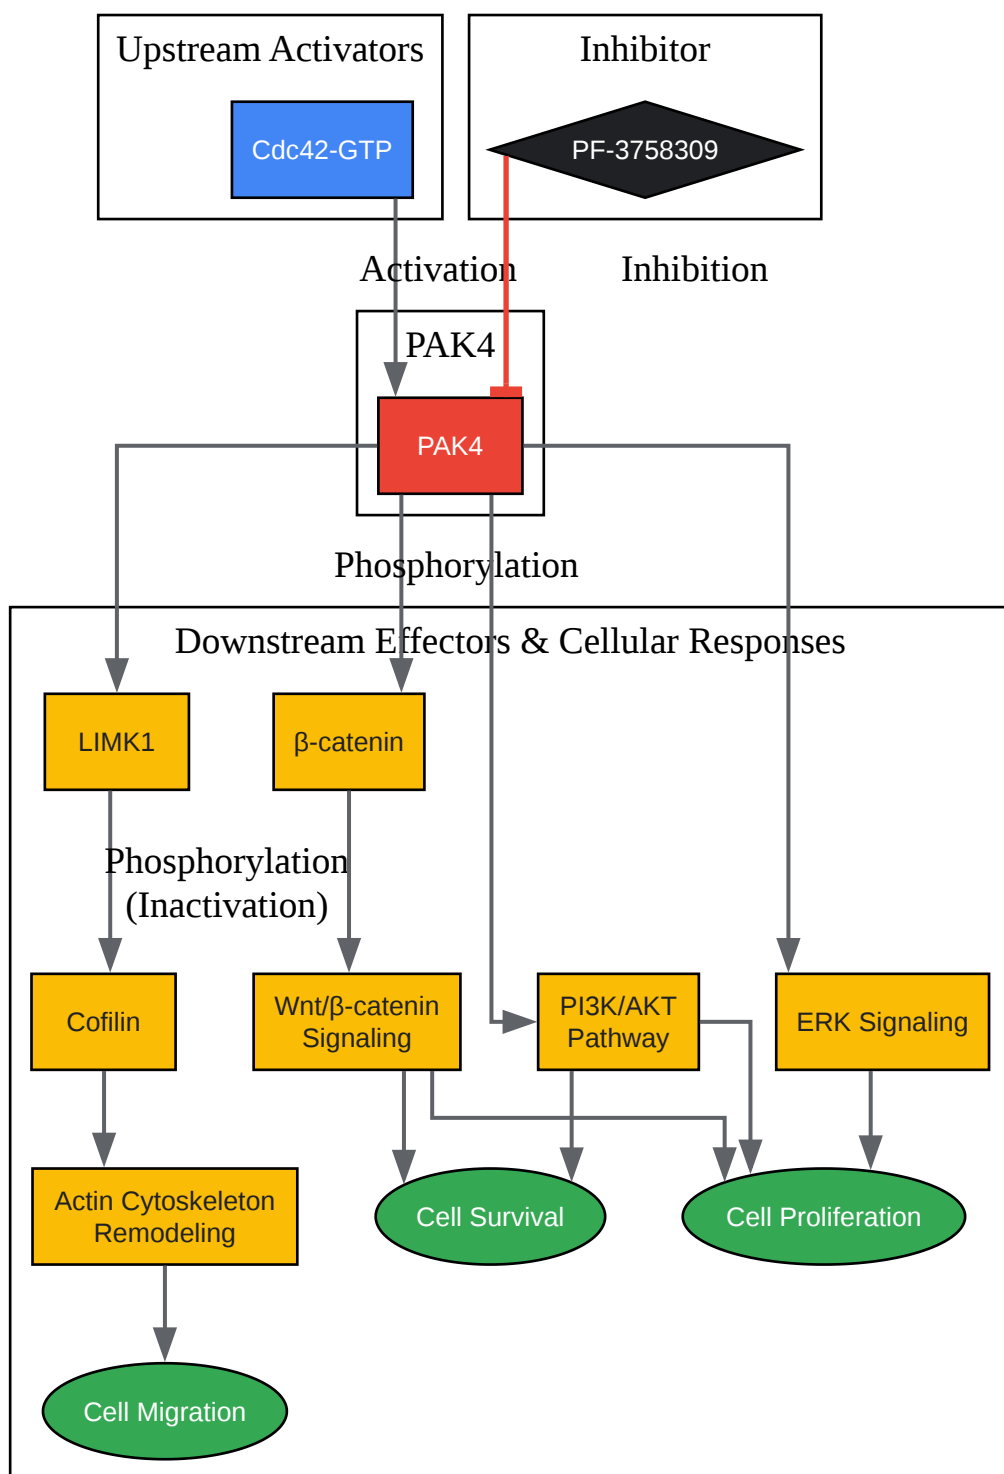 Upstream Activators
Inhibitor
Cdc42-GTP
PF-3758309
Activation
Inhibition
PAK4
PAK4
Phosphorylation
Downstream Effectors & Cellular Responses
LIMK1
β-catenin
Phosphorylation
(Inactivation)
Cofilin
Wnt/β-catenin
Signaling
PI3K/AKT
Pathway
ERK Signaling
Actin Cytoskeleton
Remodeling
Cell Survival
Cell Proliferation
Cell Migration